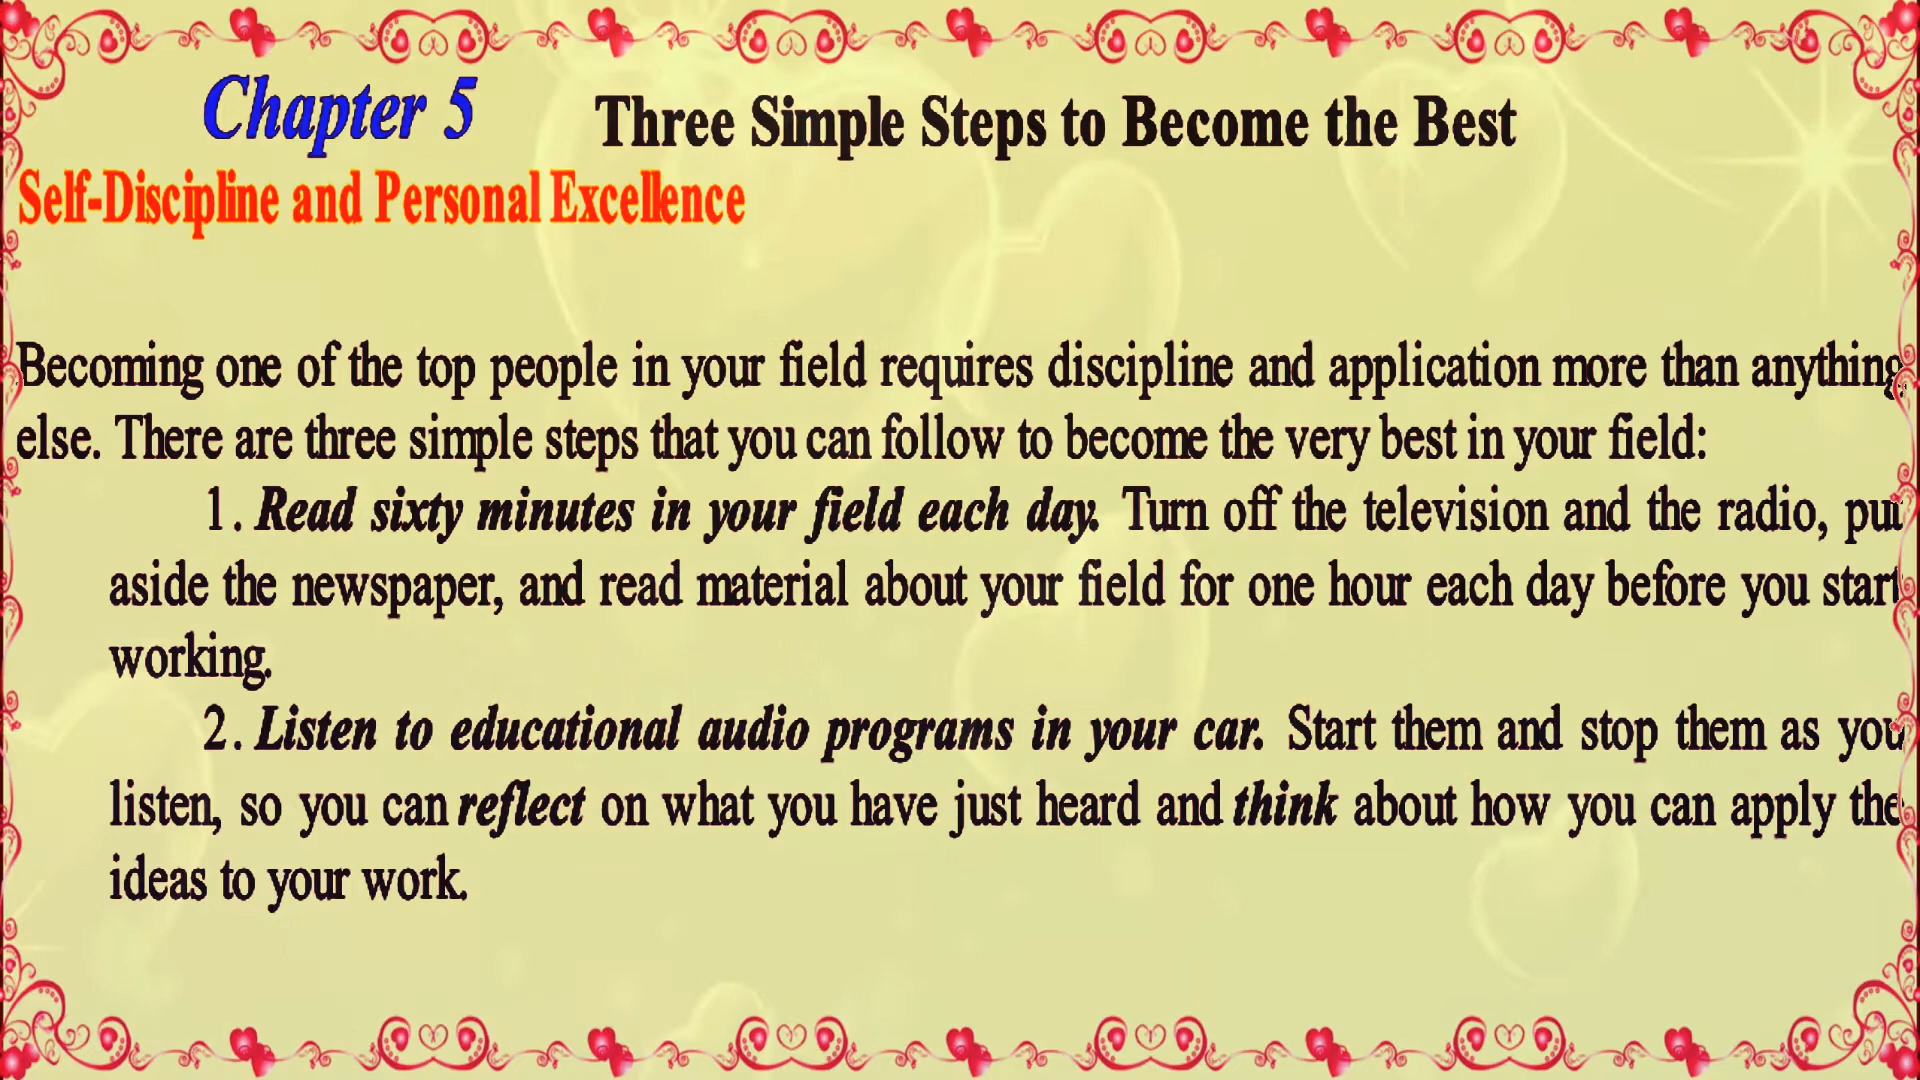 Chapter 5
Three Simple Steps to Become the Best
Self-Discipline and Personal Excellence
Becoming one of the top people in your field requires discipline and application more than anything
else. There are three simple steps that you can follow to become the very best in your field:
1. Read sixty minutes in your field each day. Turn off the television and the radio, put
aside the newspaper, and read material about your field for one hour each day before you start
working.
2. Listen to educational audio programs in your car. Start them and stop them as you
listen, so you can reflect on what you have just heard and think about how you can apply the
ideas to your work.